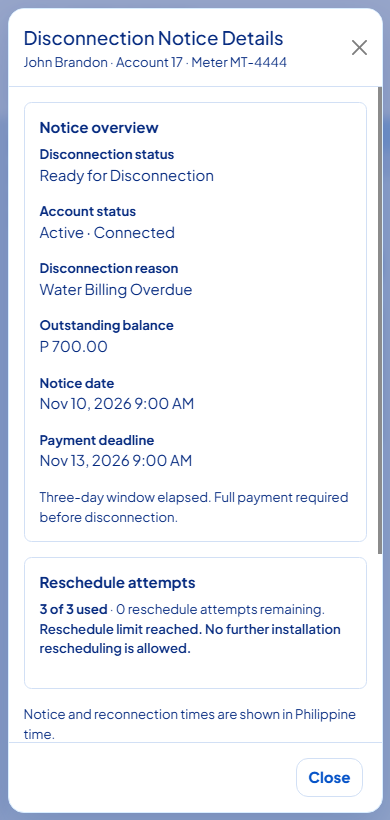 Disconnection Notice Details
John Brandon · Account 17 · Meter MT-4444
Notice overview
Disconnection status
Ready for Disconnection
Account status
Active · Connected
Disconnection reason
Water Billing Overdue
Outstanding balance
P 700.00
Notice date
Nov 10, 2026 9:00 AM
Payment deadline
Nov 13, 2026 9:00 AM
Three-day window elapsed. Full payment required
before disconnection.
Reschedule attempts
3 of 3 used · 0 reschedule attempts remaining.
Reschedule limit reached. No further installation
rescheduling is allowed.
Notice and reconnection times are shown in Philippine
time.
Close